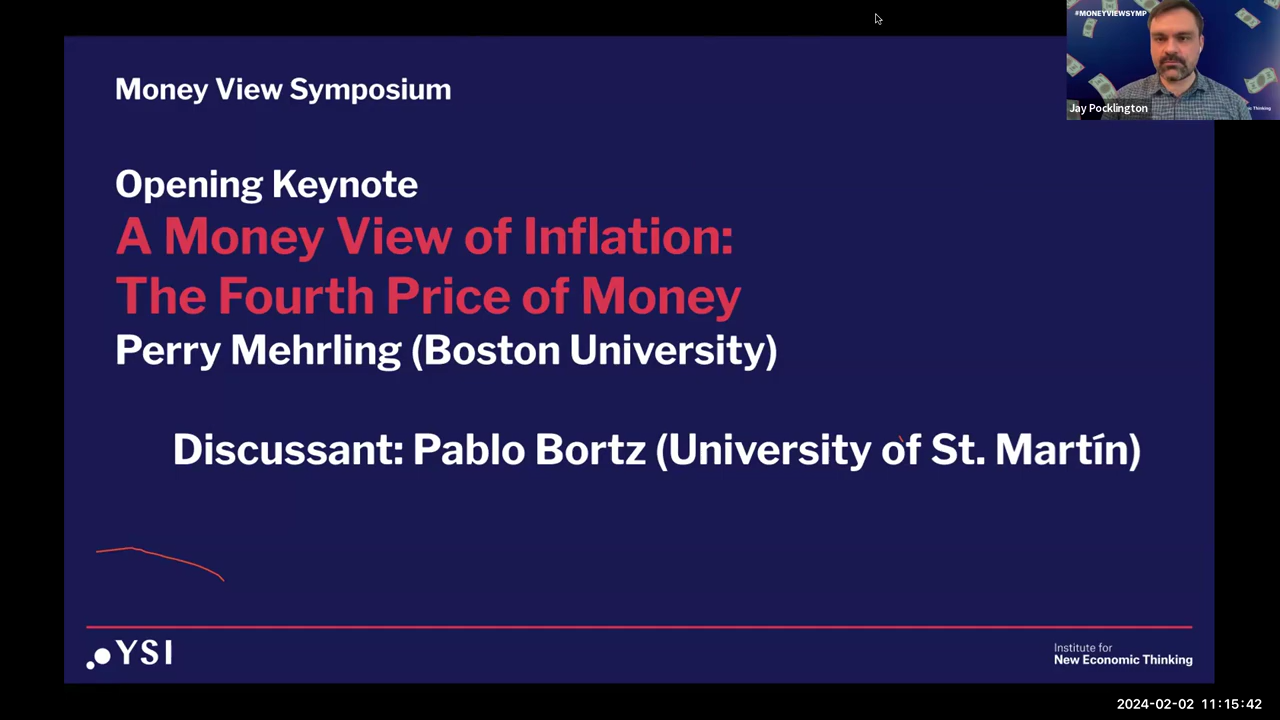 #MONEYVIEWSYMP
Jay Pocklington
Money View Symposium
Opening Keynote
A Money View of Inflation:
The Fourth Price of Money
Perry Mehrling (Boston University)
Discussant: Pablo Bortz (University of St. Martín)
YSI
Institute for
New Economic Thinking
2024-02-02 11:15:42